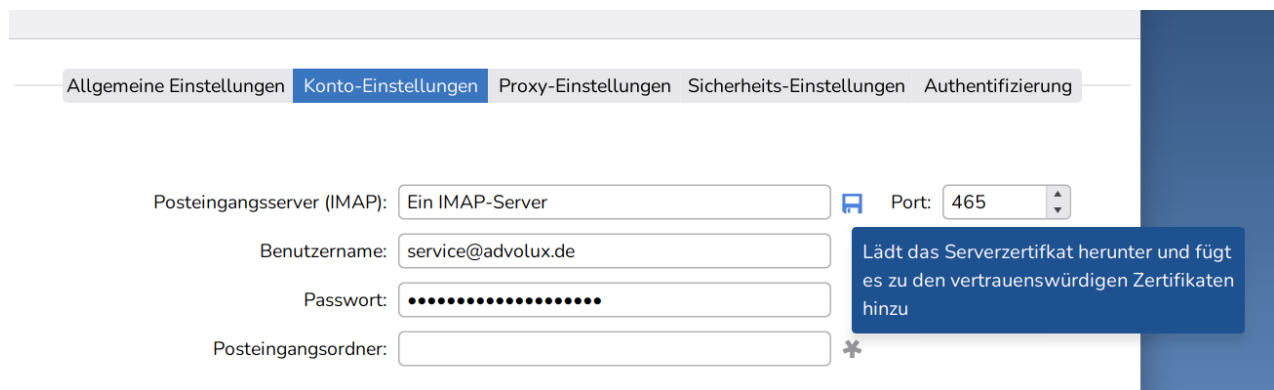 Allgemeine Einstellungen Konto-Einstellungen Proxy-Einstellungen Sicherheits-Einstellungen Authentifizierung
Posteingangsserver (IMAP): Ein IMAP-Server Port: 465
Benutzername: service@advolux.de
Lädt das Serverzertifkat herunter und fügt
es zu den vertrauenswürdigen Zertifikaten
hinzu
Passwort: ••••••••••••••••••••
Posteingangsordner: